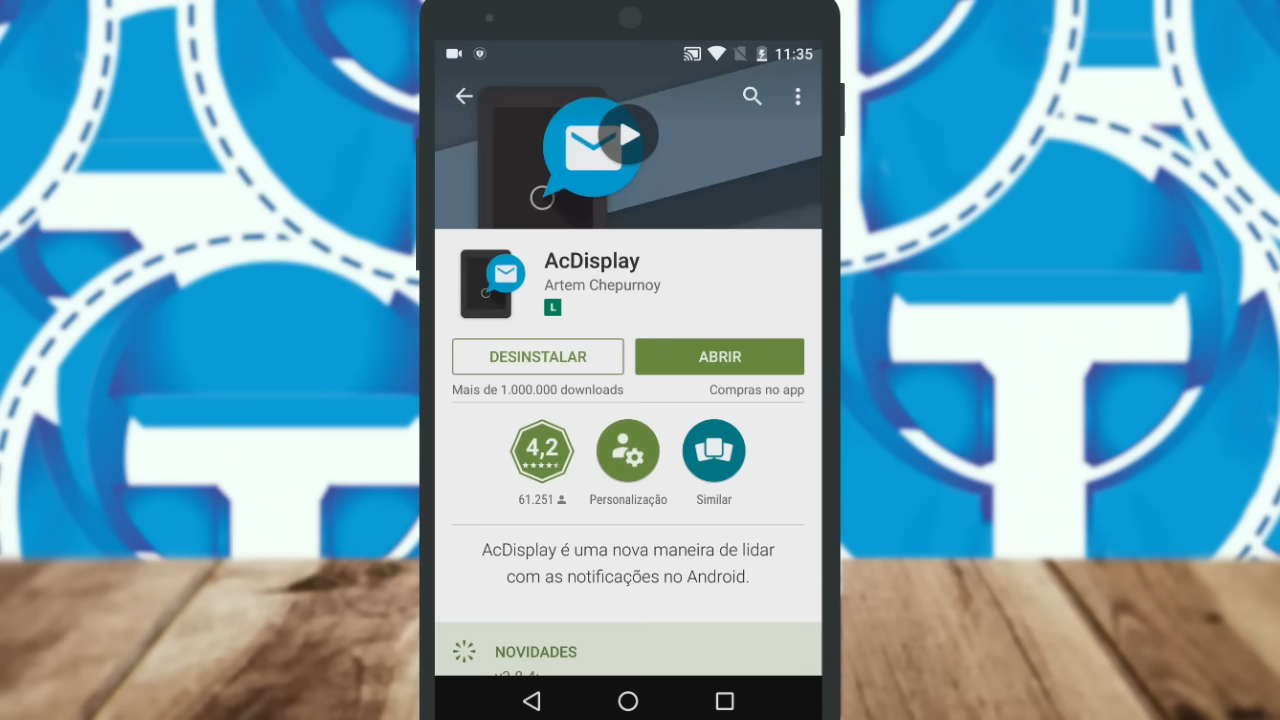 11:35
AcDisplay
Artem Chepurnoy
L
DESINSTALAR
ABRIR
Mais de 1.000.000 downloads
Compras no app
4,2
61.251
Personalização
Similar
AcDisplay é uma nova maneira de lidar
com as notificações no Android.
NOVIDADES